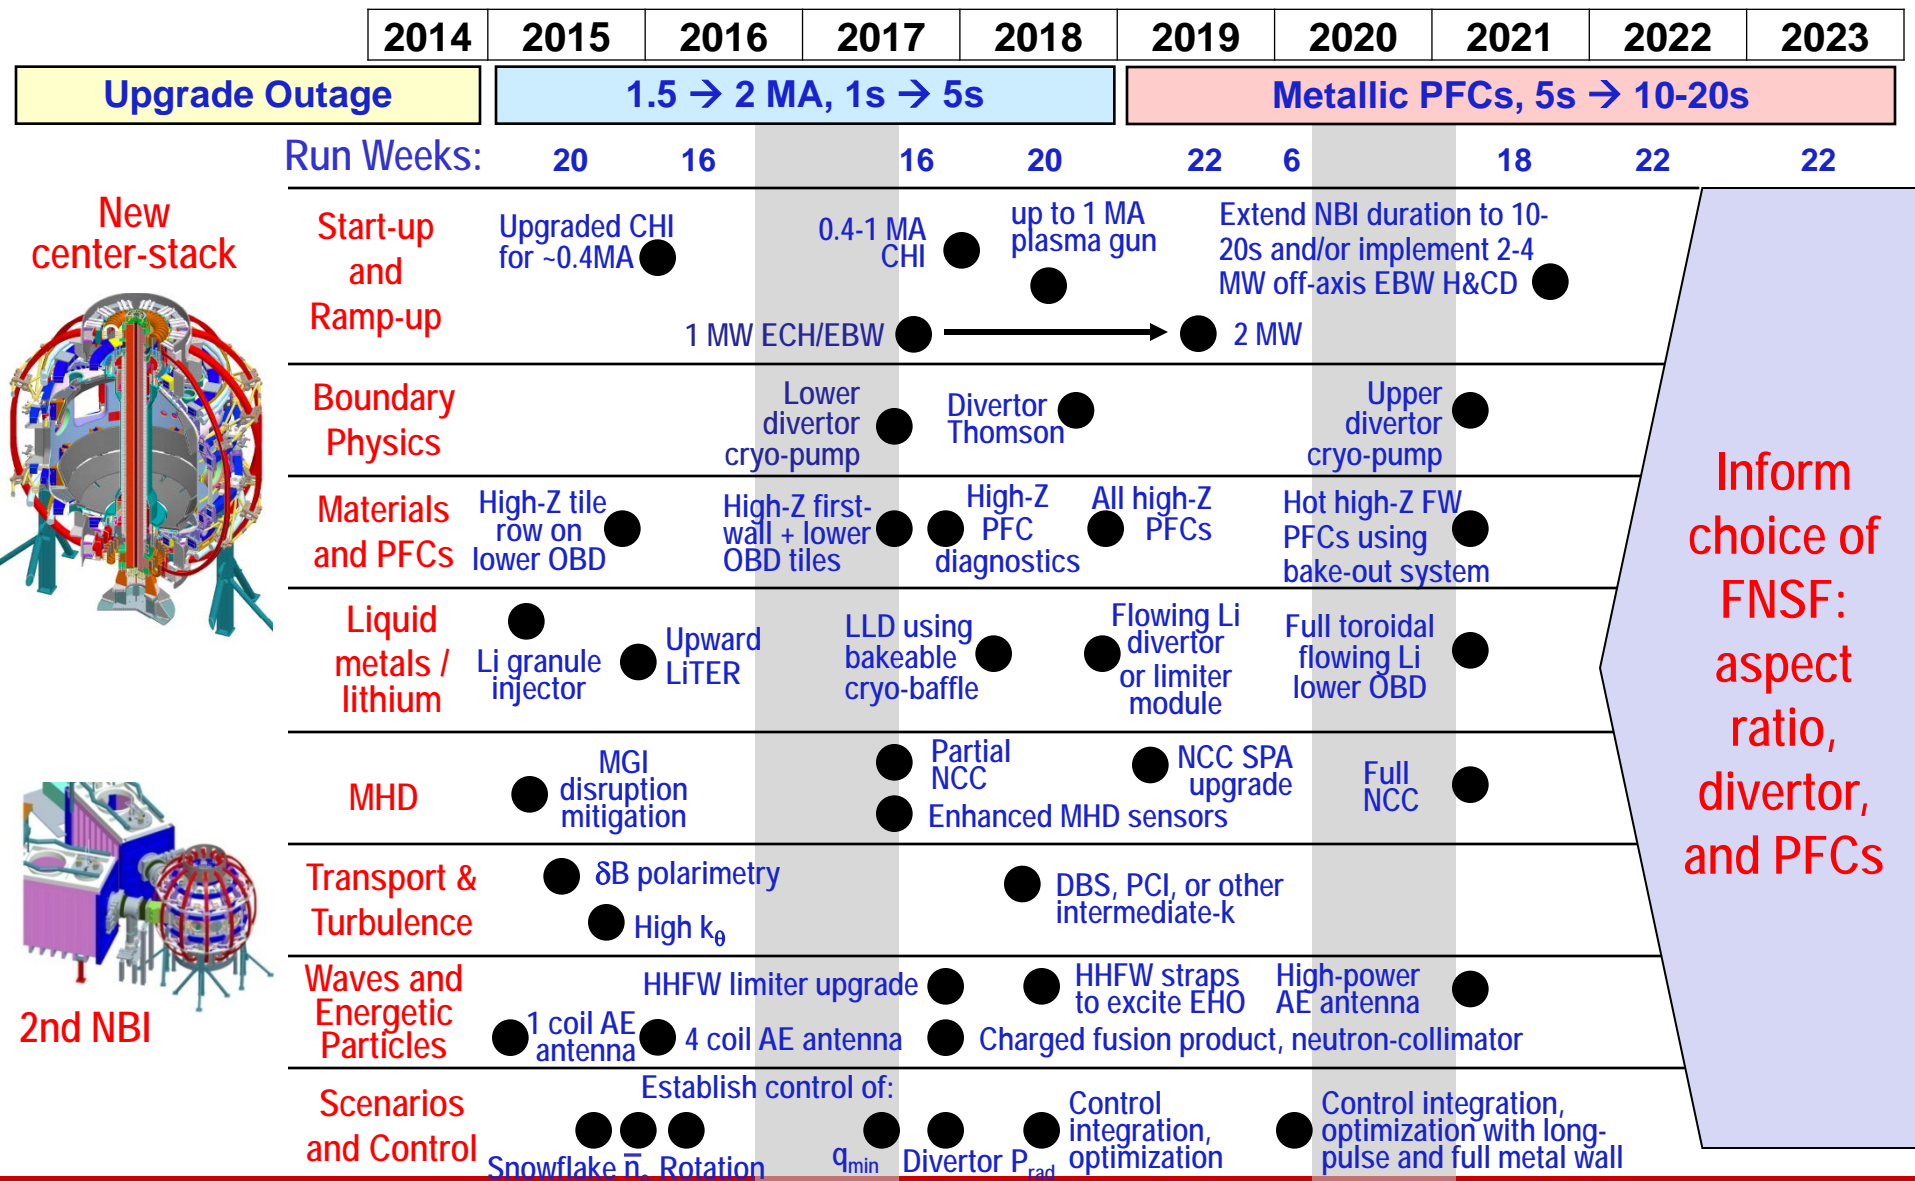 2014 2015 2016 2017 2018 2019 2020 2021 2022 2023
Upgrade Outage
1.5 → 2 MA, 1s → 5s
Metallic PFCs, 5s → 10-20s
Run Weeks: 20 16 16 20 22 6 18 22 22
New
center-stack
2nd NBI
Start-up
and
Ramp-up
Upgraded CHI
for ~0.4MA
0.4-1 MA
CHI
up to 1 MA
plasma gun
Extend NBI duration to 10-
20s and/or implement 2-4
MW off-axis EBW H&CD
1 MW ECH/EBW
2 MW
Boundary
Physics
Lower
divertor
cryo-pump
Divertor
Thomson
Upper
divertor
cryo-pump
Materials
and PFCs
High-Z tile
row on
lower OBD
High-Z first-
wall + lower
OBD tiles
High-Z
PFC
diagnostics
All high-Z
PFCs
Hot high-Z FW
PFCs using
bake-out system
Liquid
metals /
lithium
Li granule
injector
Upward
LiTER
LLD using
bakeable
cryo-baffle
Flowing Li
divertor
or limiter
module
Full toroidal
flowing Li
lower OBD
MHD
MGI
disruption
mitigation
Partial
NCC
Enhanced MHD sensors
NCC SPA
upgrade
Full
NCC
Transport &
Turbulence
δB polarimetry
High kθ
DBS, PCI, or other
intermediate-k
Waves and
Energetic
Particles
HHFW limiter upgrade
1 coil AE
antenna
4 coil AE antenna
HHFW straps
to excite EHO
High-power
AE antenna
Charged fusion product, neutron-collimator
Scenarios
and Control
Establish control of:
Snowflake n̄e Rotation
qmin
Divertor Prad
Control
integration,
optimization
Control integration,
optimization with long-
pulse and full metal wall
Inform
choice of
FNSF:
aspect
ratio,
divertor,
and PFCs